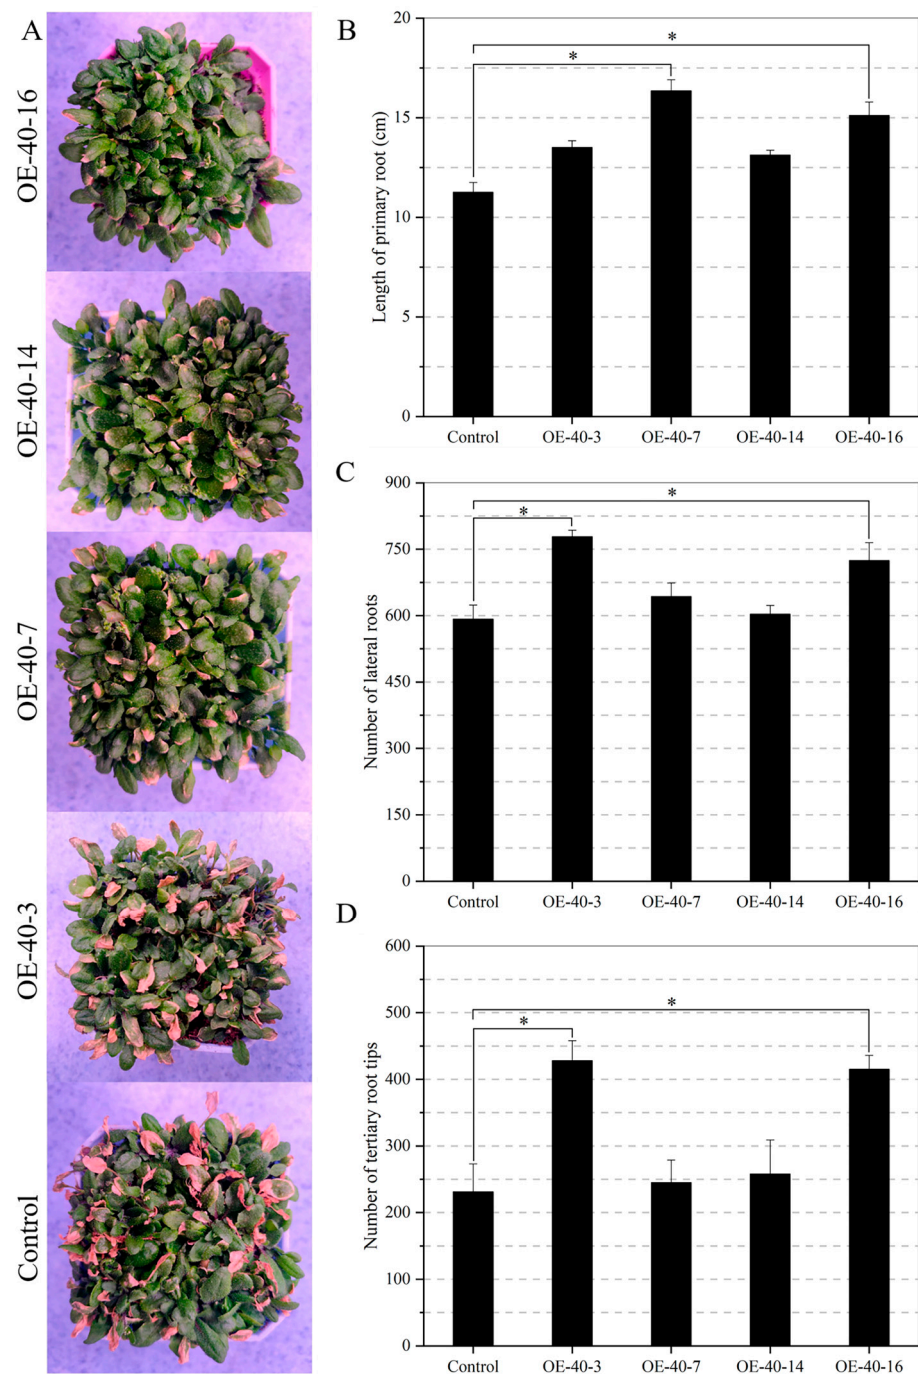 A
OE-40-16
OE-40-14
OE-40-7
OE-40-3
Control
B
Length of primary root (cm)
20
15
10
5
0
*
*
Control OE-40-3 OE-40-7 OE-40-14 OE-40-16
C
Number of lateral roots
900
750
600
450
300
150
0
*
*
Control OE-40-3 OE-40-7 OE-40-14 OE-40-16
D
Number of tertiary root tips
600
500
400
300
200
100
0
*
*
Control OE-40-3 OE-40-7 OE-40-14 OE-40-16